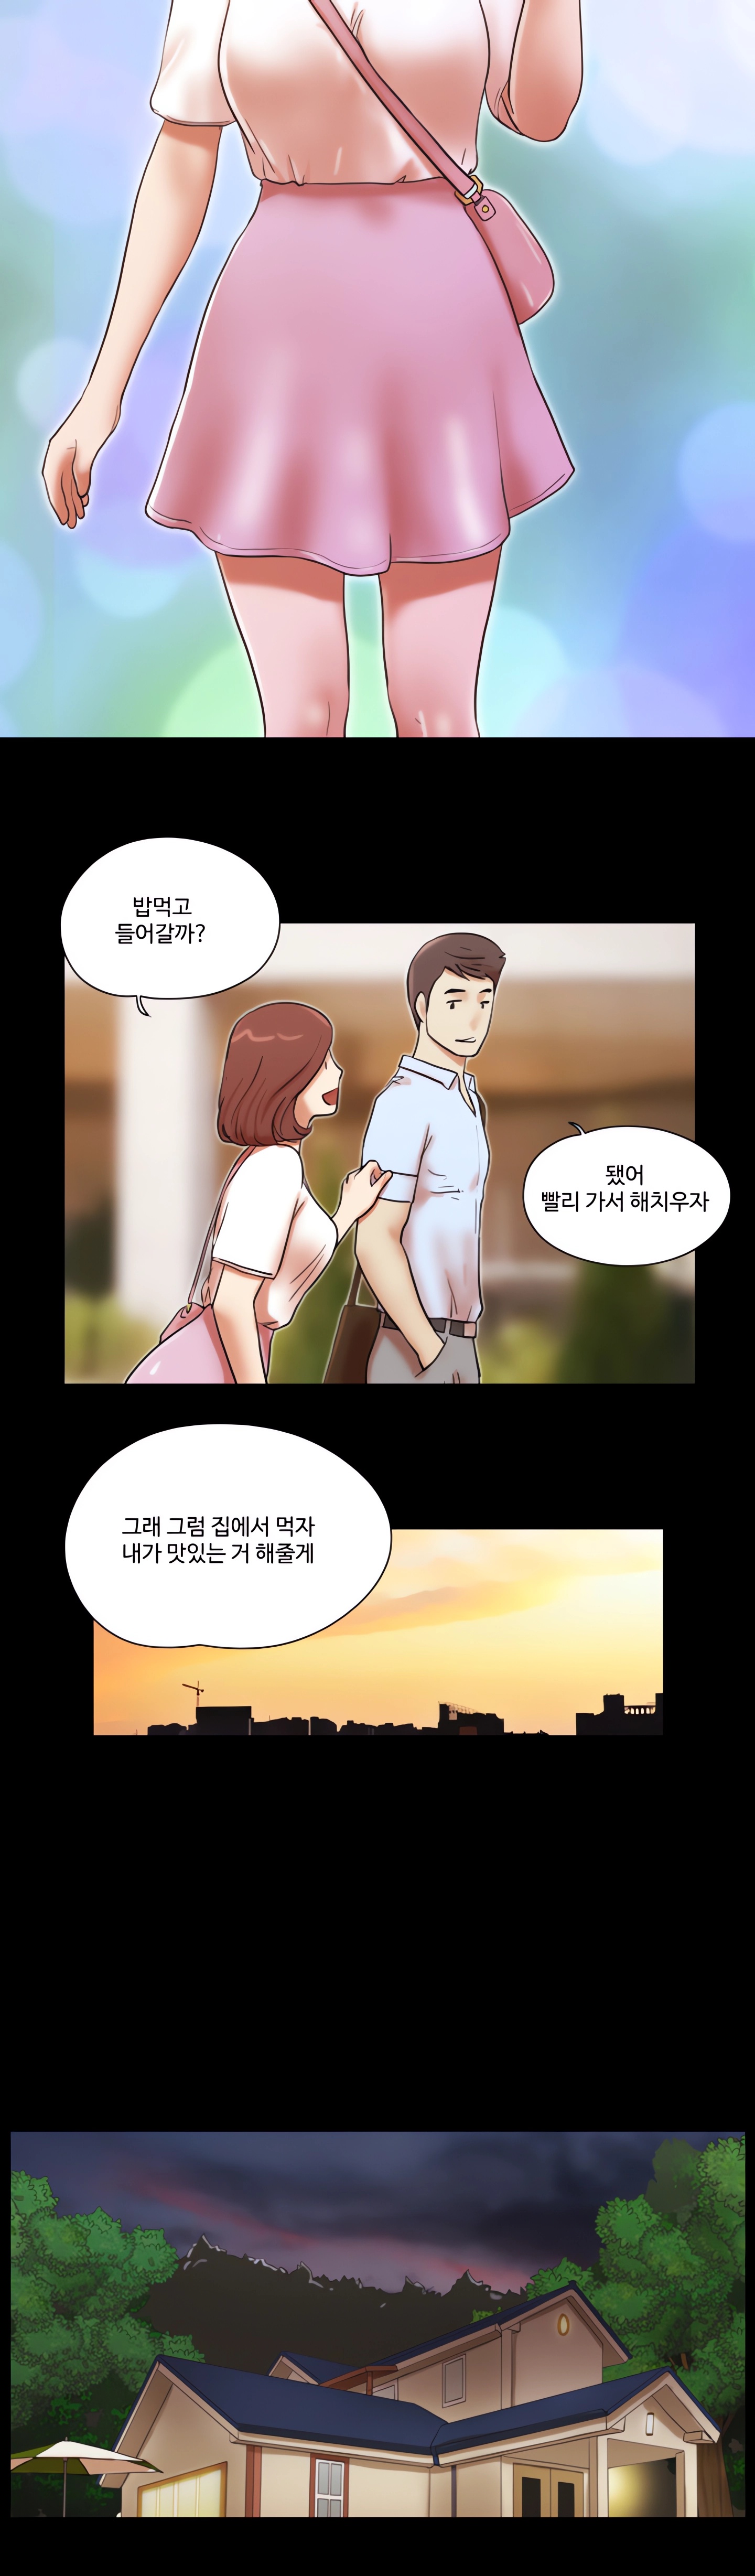 밥먹고
들어갈까?
됐어
빨리 가서 해치우자
그래 그럼 집에서 먹자
내가 맛있는 거 해줄게